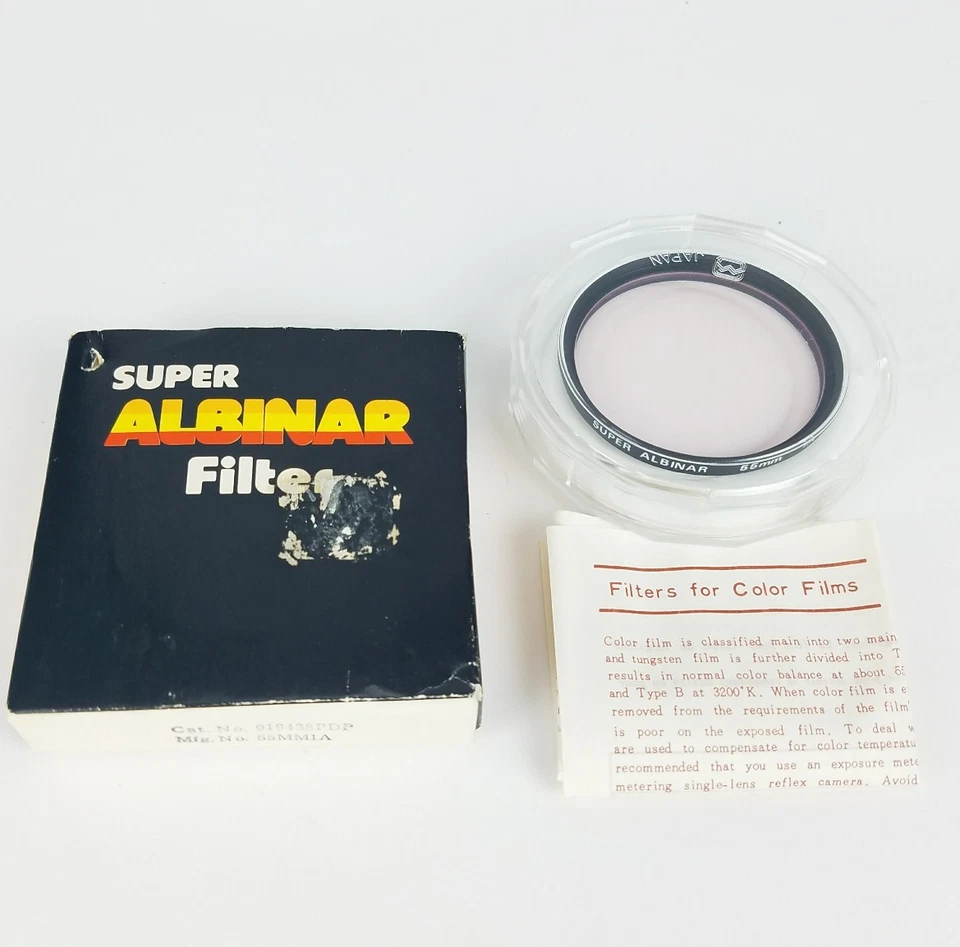 SUPER
ALBINAR
Filter
Cat. No. 919438PDP
Mfg. No. 55MM1A
JAPAN
SUPER ALBINAR 55mm
Filters for Color Films
Color film is classified main into two main
and tungsten film is further divided into T
results in normal color balance at about 55
and Type B at 3200°K. When color film is e
removed from the requirements of the film'
is poor on the exposed film. To deal w
are used to compensate for color temperatu
recommended that you use an exposure mete
metering single-lens reflex camera. Avoid